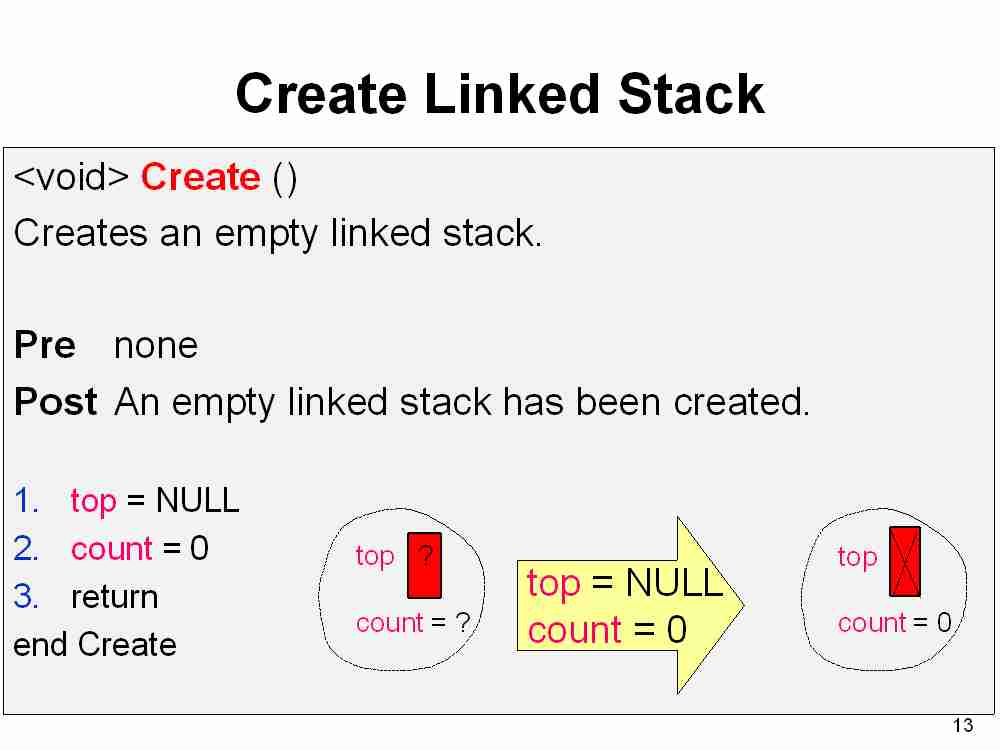 Create Linked Stack
<void> Create ()
Creates an empty linked stack.
Pre none
Post An empty linked stack has been created.
1. top = NULL
2. count = 0
3. return
end Create
top ?
count = ?
top = NULL
count = 0
top
count = 0
13